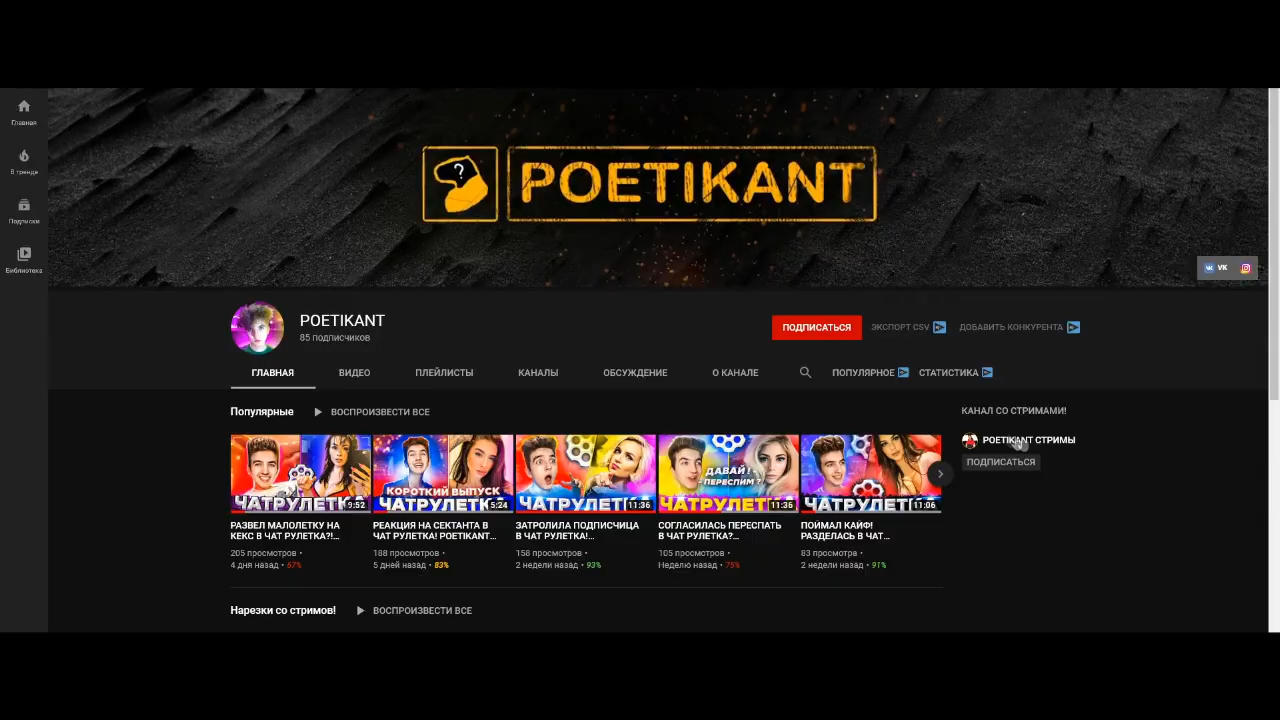 Главная
В тренде
Подписки
Библиотека
?
POETIKANT
VK
POETIKANT
85 подписчиков
ПОДПИСАТЬСЯ
ЭКСПОРТ CSV
ДОБАВИТЬ КОНКУРЕНТА
ГЛАВНАЯ
ВИДЕО
ПЛЕЙЛИСТЫ
КАНАЛЫ
ОБСУЖДЕНИЕ
О КАНАЛЕ
ПОПУЛЯРНОЕ
СТАТИСТИКА
Популярные
ВОСПРОИЗВЕСТИ ВСЕ
КАНАЛ СО СТРИМАМИ!
POETIKANT СТРИМЫ
ПОДПИСАТЬСЯ
ЧАТРУЛЕТКА
9:52
КОРОТКИЙ ВЫПУСК
ЧАТРУЛЕТ
5:24
ЧАТРУЛЕТ
11:36
ДАВАЙ! -
- ПЕРЕСПИМ ?
ЧАТРУЛЕТ
11:36
ЧАТРУЛЕТ
11:06
РАЗВЕЛ МАЛОЛЕТКУ НА
КЕКС В ЧАТ РУЛЕТКА?!...
205 просмотров •
4 дня назад • 67%
РЕАКЦИЯ НА СЕКТАНТА В
ЧАТ РУЛЕТКА! POETIKANT...
188 просмотров •
5 дней назад • 83%
ЗАТРОЛИЛА ПОДПИСЧИЦА
В ЧАТ РУЛЕТКА!...
158 просмотров •
2 недели назад • 93%
СОГЛАСИЛАСЬ ПЕРЕСПАТЬ
В ЧАТ РУЛЕТКА?...
105 просмотров •
Неделю назад • 75%
ПОЙМАЛ КАЙФ!
РАЗДЕЛАСЬ В ЧАТ...
83 просмотра •
2 недели назад • 91%
Нарезки со стримов!
ВОСПРОИЗВЕСТИ ВСЕ